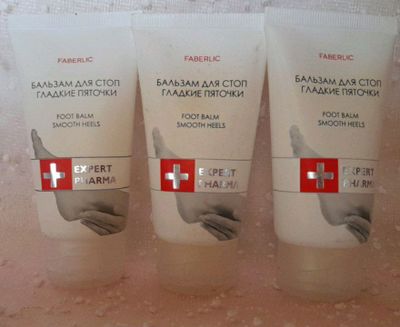 FABERLIC
БАЛЬЗАМ ДЛЯ СТОП
ГЛАДКИЕ ПЯТОЧКИ
FOOT BALM
SMOOTH HEELS
EXPERT
PHARMA
FABERLIC
БАЛЬЗАМ ДЛЯ СТОП
ГЛАДКИЕ ПЯТОЧКИ
FOOT BALM
SMOOTH HEELS
EXPERT
PHARMA
FABERLIC
БАЛЬЗАМ ДЛЯ СТОП
ГЛАДКИЕ ПЯТОЧКИ
FOOT BALM
SMOOTH HEELS
EXPERT
PHARMA